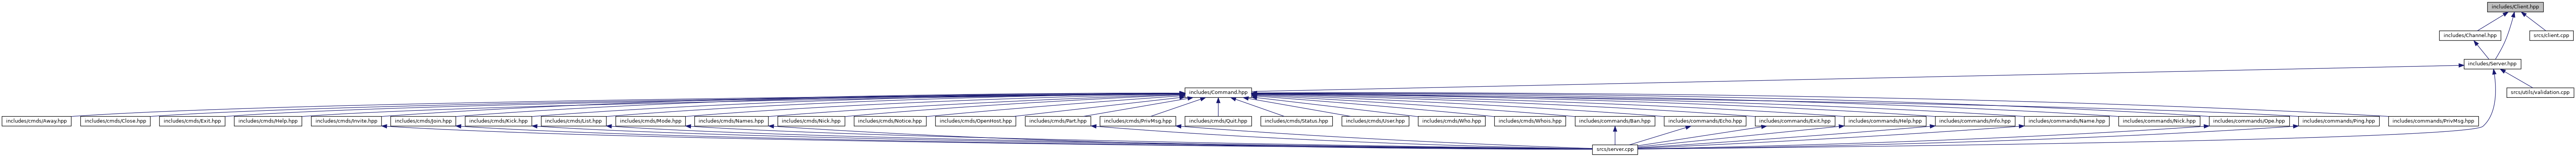 includes/Client.hpp
includes/Channel.hpp
srcs/client.cpp
includes/Server.hpp
includes/Command.hpp
srcs/utils/validation.cpp
includes/cmds/Away.hpp
includes/cmds/Close.hpp
includes/cmds/Exit.hpp
includes/cmds/Help.hpp
includes/cmds/Invite.hpp
includes/cmds/Join.hpp
includes/cmds/Kick.hpp
includes/cmds/List.hpp
includes/cmds/Mode.hpp
includes/cmds/Names.hpp
includes/cmds/Nick.hpp
includes/cmds/Notice.hpp
includes/cmds/OpenHost.hpp
includes/cmds/Part.hpp
includes/cmds/PrivMsg.hpp
includes/cmds/Quit.hpp
includes/cmds/Status.hpp
includes/cmds/User.hpp
includes/cmds/Who.hpp
includes/cmds/Whois.hpp
includes/commands/Ban.hpp
includes/commands/Echo.hpp
includes/commands/Exit.hpp
includes/commands/Help.hpp
includes/commands/Info.hpp
includes/commands/Name.hpp
includes/commands/Nick.hpp
includes/commands/Ope.hpp
includes/commands/Ping.hpp
includes/commands/PrivMsg.hpp
srcs/server.cpp